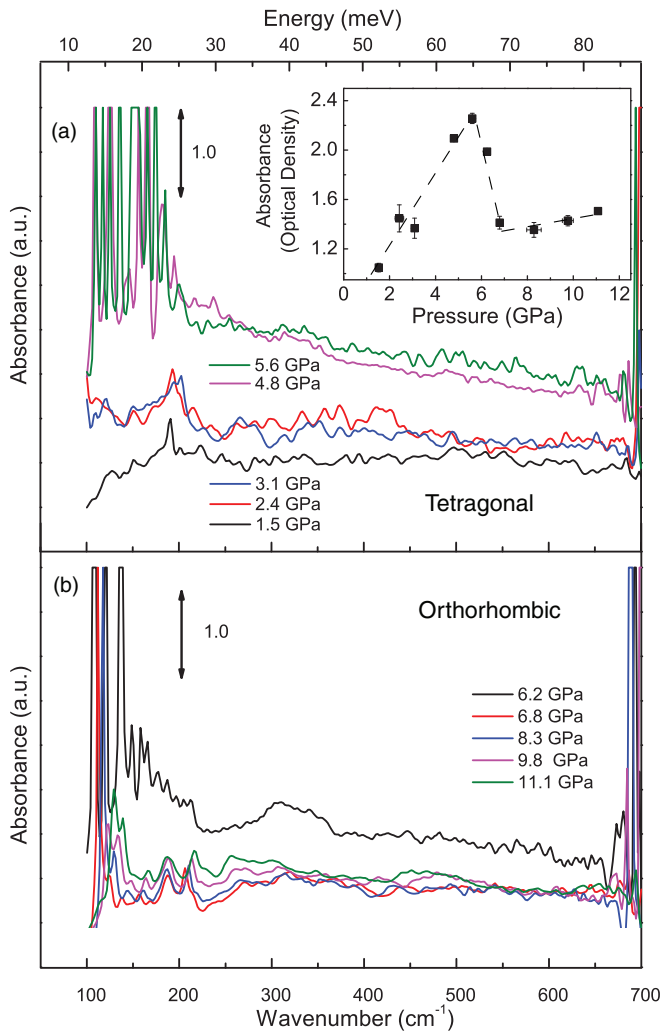 Energy (meV)
10 20 30 40 50 60 70 80
(a)
1.0
2.4
2.0
1.6
1.2
Absorbance
(Optical Density)
0 2 4 6 8 10 12
Pressure (GPa)
Absorbance (a.u.)
5.6 GPa
4.8 GPa
3.1 GPa
2.4 GPa
1.5 GPa
Tetragonal
(b)
1.0
Orthorhombic
Absorbance (a.u.)
6.2 GPa
6.8 GPa
8.3 GPa
9.8 GPa
11.1 GPa
100 200 300 400 500 600 700
Wavenumber (cm⁻¹)